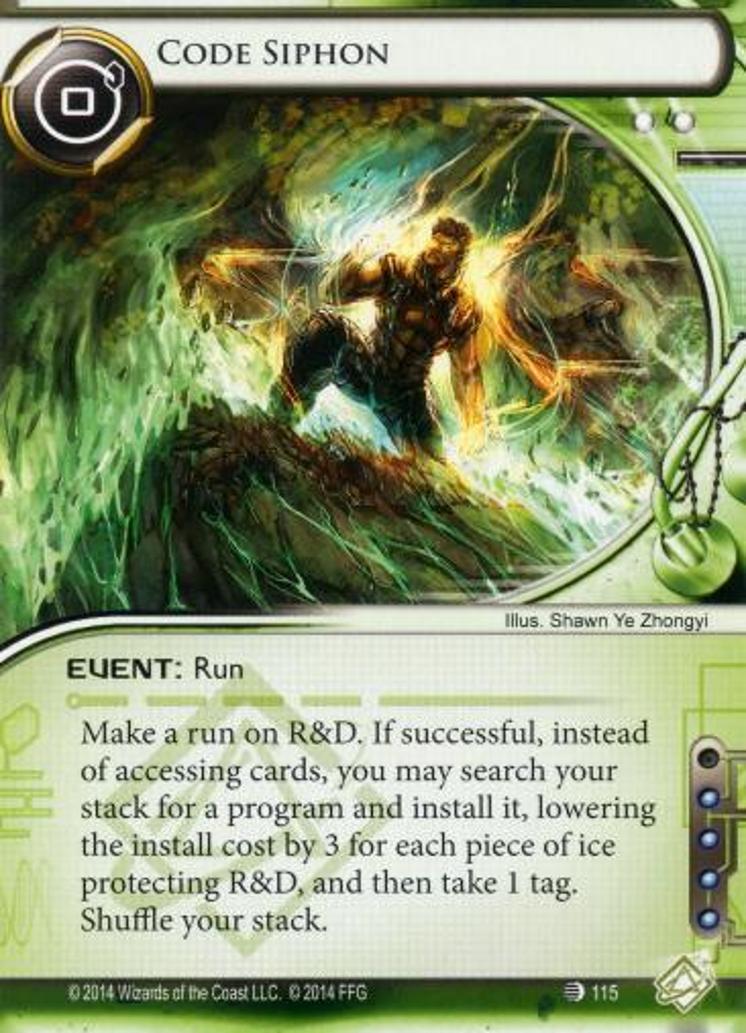 Code Siphon
0
Illus. Shawn Ye Zhongyi
EVENT: Run
Make a run on R&D. If successful, instead
of accessing cards, you may search your
stack for a program and install it, lowering
the install cost by 3 for each piece of ice
protecting R&D, and then take 1 tag.
Shuffle your stack.
© 2014 Wizards of the Coast LLC. © 2014 FFG
115